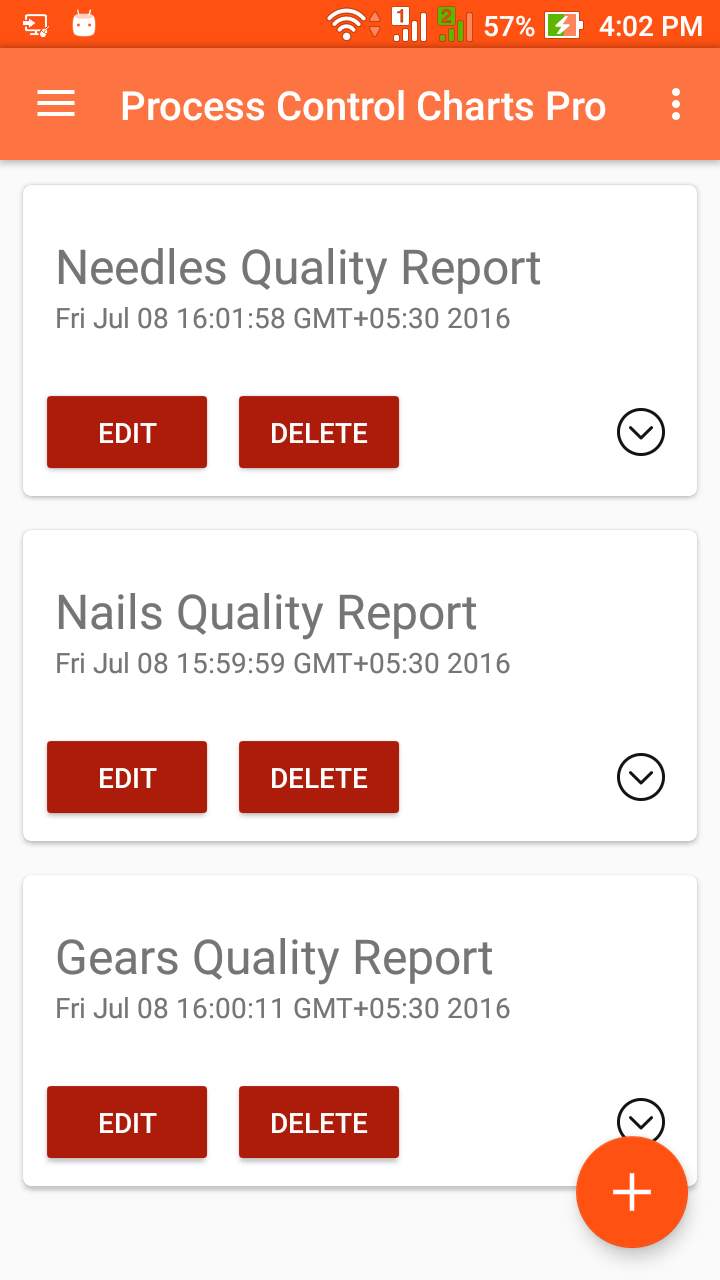 1 2 57% 4:02 PM
Process Control Charts Pro
Needles Quality Report
Fri Jul 08 16:01:58 GMT+05:30 2016
EDIT DELETE
Nails Quality Report
Fri Jul 08 15:59:59 GMT+05:30 2016
EDIT DELETE
Gears Quality Report
Fri Jul 08 16:00:11 GMT+05:30 2016
EDIT DELETE